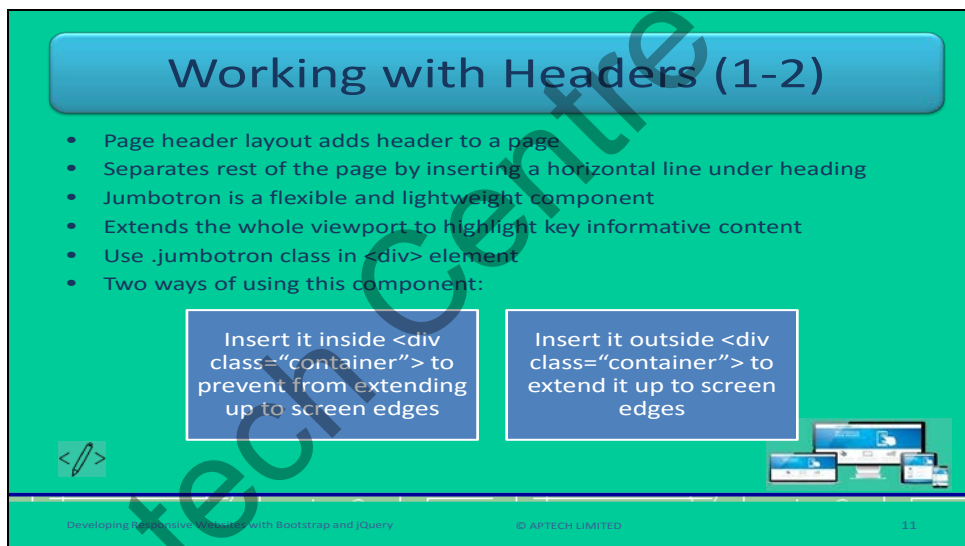 Working with Headers (1-2)
• Page header layout adds header to a page
• Separates rest of the page by inserting a horizontal line under heading
• Jumbotron is a flexible and lightweight component
• Extends the whole viewport to highlight key informative content
• Use .jumbotron class in <div> element
• Two ways of using this component:
Insert it inside <div
class=“container”> to
prevent from extending
up to screen edges
Insert it outside <div
class=“container”> to
extend it up to screen
edges
Developing Responsive Websites with Bootstrap and jQuery
© APTECH LIMITED
11
tech Centre